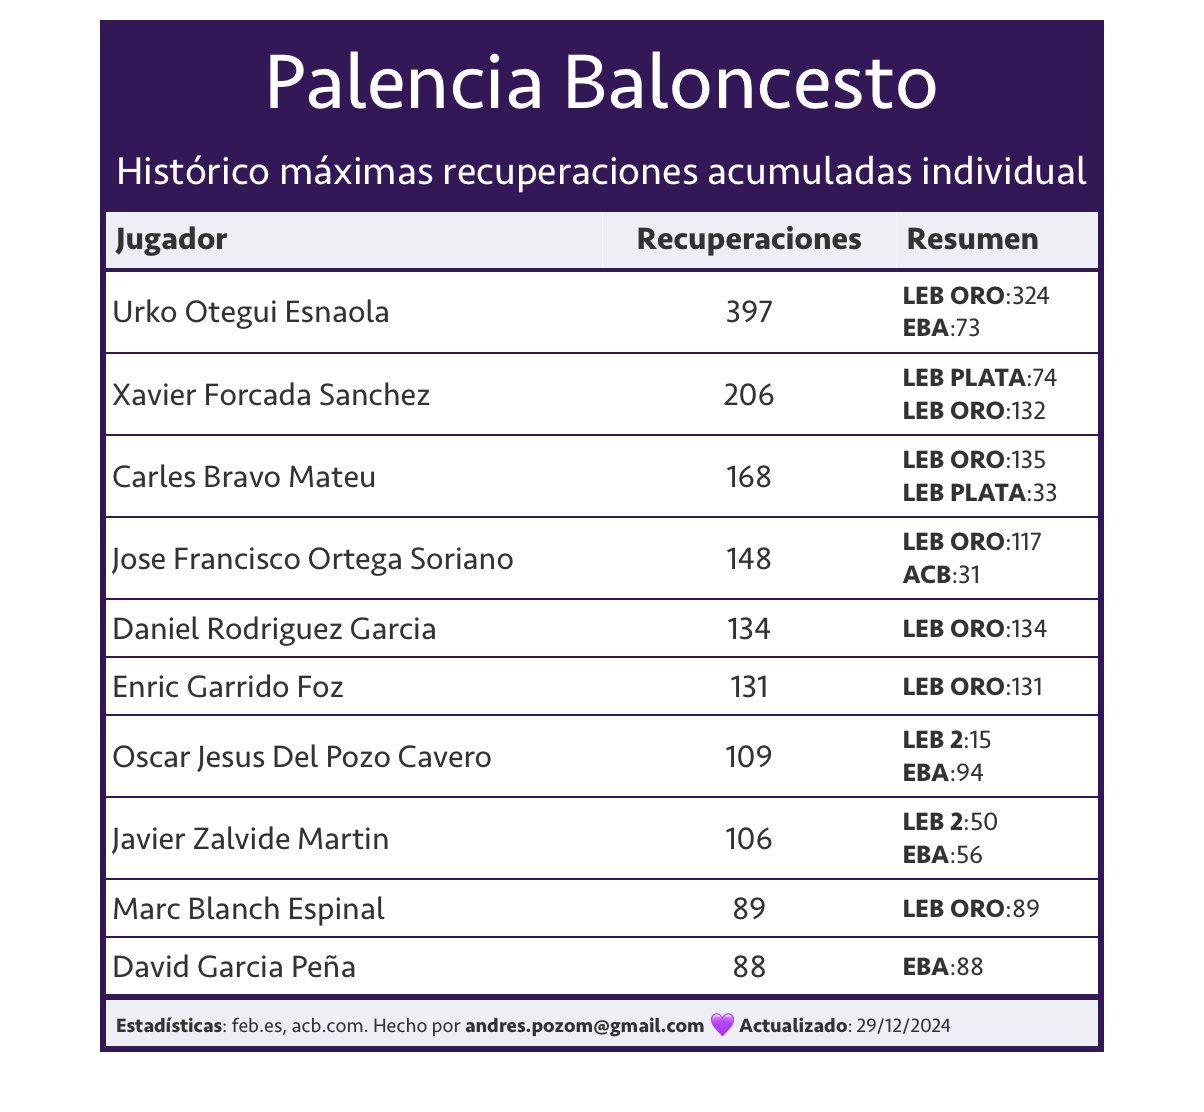 Palencia Baloncesto
Histórico máximas recuperaciones acumuladas individual
Jugador Recuperaciones Resumen
Urko Otegui Esnaola 397 LEB ORO:324
EBA:73
Xavier Forcada Sanchez 206 LEB PLATA:74
LEB ORO:132
Carles Bravo Mateu 168 LEB ORO:135
LEB PLATA:33
Jose Francisco Ortega Soriano 148 LEB ORO:117
ACB:31
Daniel Rodriguez Garcia 134 LEB ORO:134
Enric Garrido Foz 131 LEB ORO:131
Oscar Jesus Del Pozo Cavero 109 LEB 2:15
EBA:94
Javier Zalvide Martin 106 LEB 2:50
EBA:56
Marc Blanch Espinal 89 LEB ORO:89
David Garcia Peña 88 EBA:88
Estadísticas: feb.es, acb.com. Hecho por andres.pozom@gmail.com 💜 Actualizado: 29/12/2024